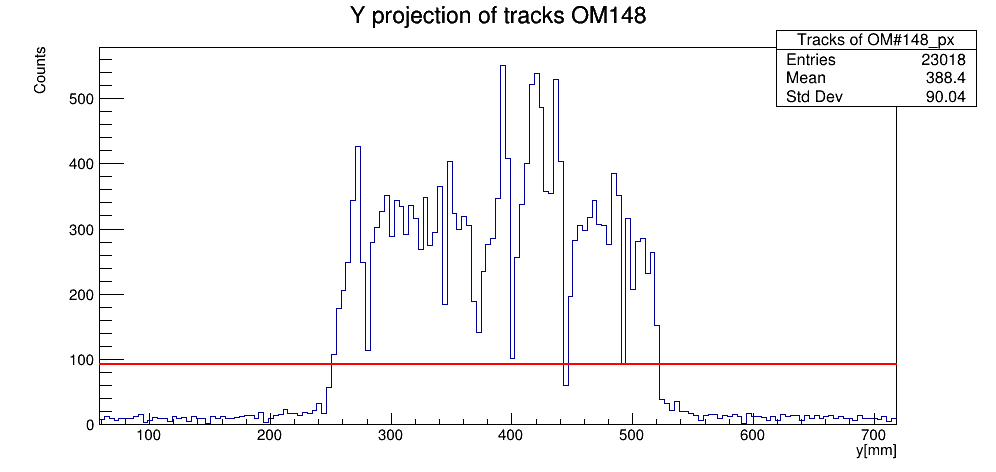 Y projection of tracks OM148
Tracks of OM#148_px
Entries 23018
Mean 388.4
Std Dev 90.04
Counts
500
400
300
200
100
0
100 200 300 400 500 600 700
y[mm]